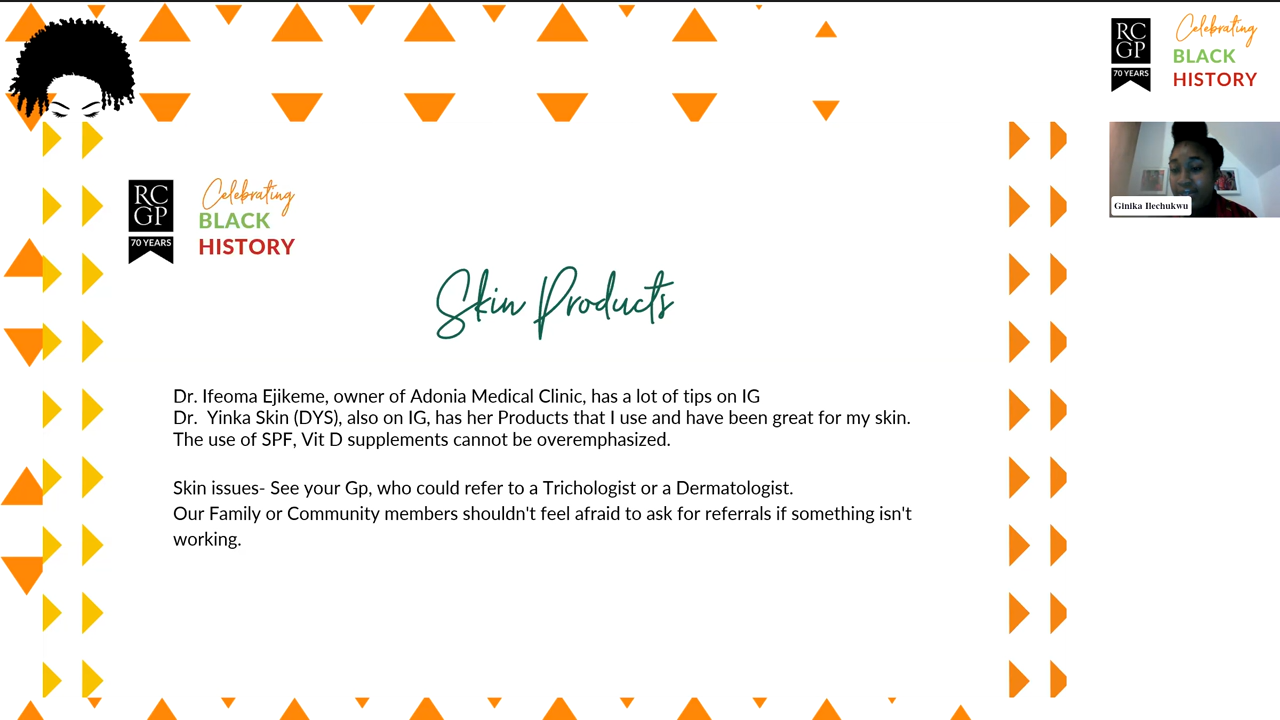 RC
GP
70 YEARS
Celebrating
BLACK
HISTORY
Ginika Ilechukwu
RC
GP
70 YEARS
Celebrating
BLACK
HISTORY
Skin Products
Dr. Ifeoma Ejikeme, owner of Adonia Medical Clinic, has a lot of tips on IG
Dr.  Yinka Skin (DYS), also on IG, has her Products that I use and have been great for my skin.
The use of SPF, Vit D supplements cannot be overemphasized.
Skin issues- See your Gp, who could refer to a Trichologist or a Dermatologist.
Our Family or Community members shouldn't feel afraid to ask for referrals if something isn't
working.